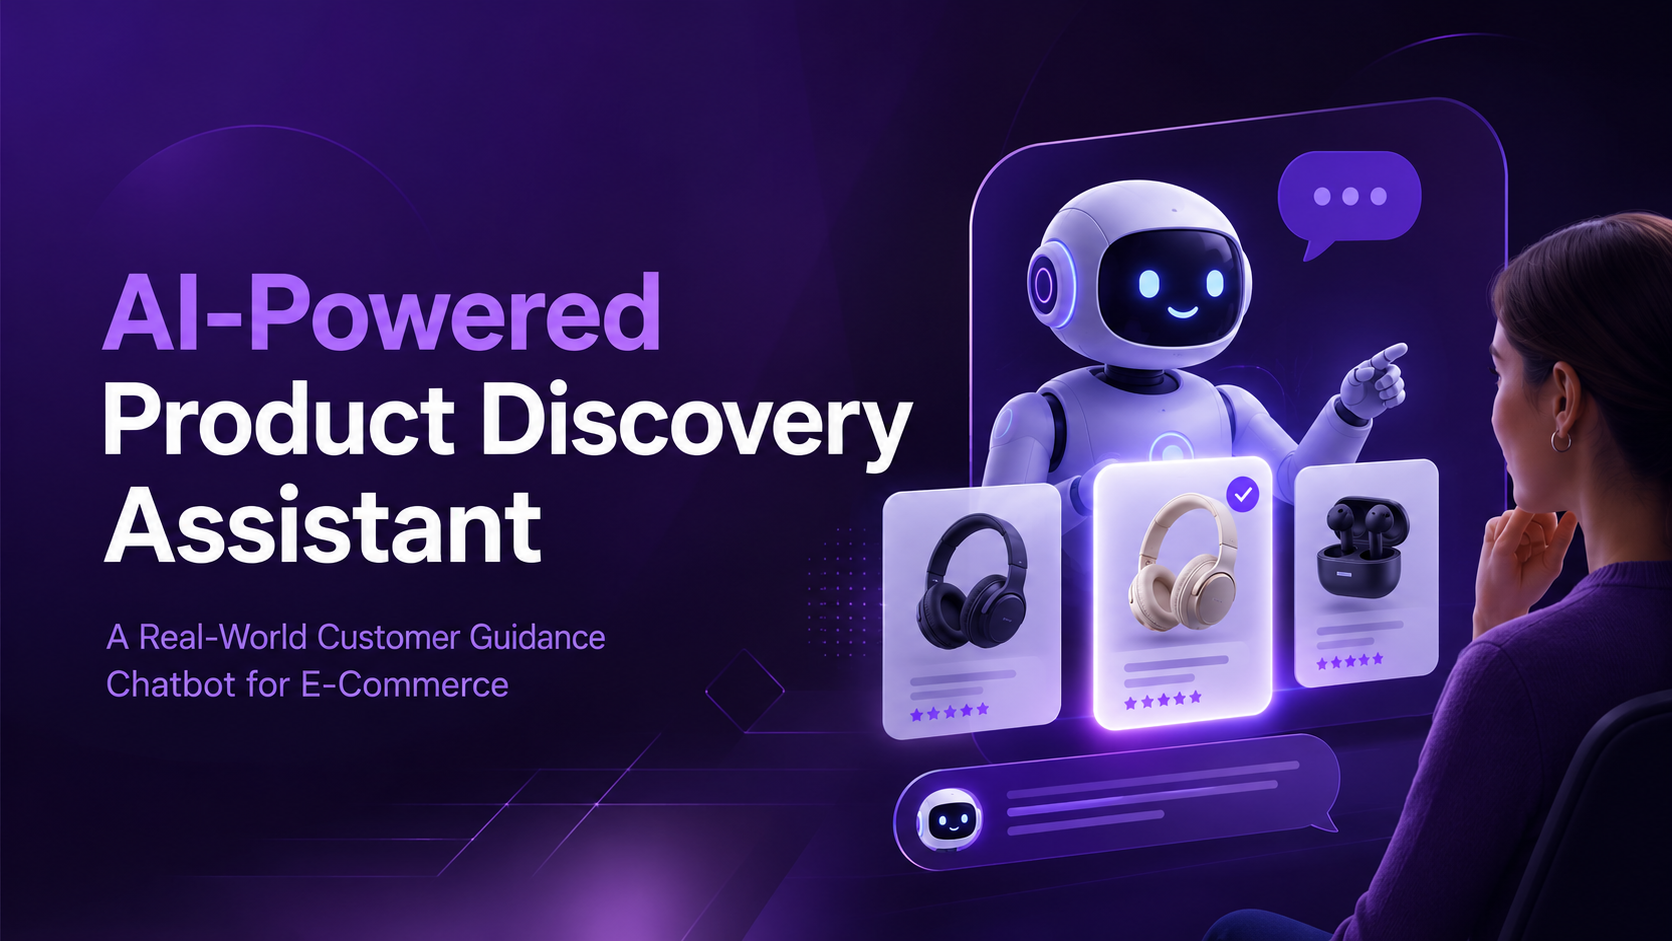 AI-Powered
Product Discovery
Assistant
A Real-World Customer Guidance
Chatbot for E-Commerce